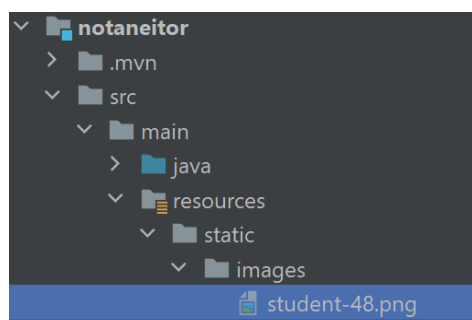 notaneitor
.mvn
src
main
java
resources
static
images
student-48.png